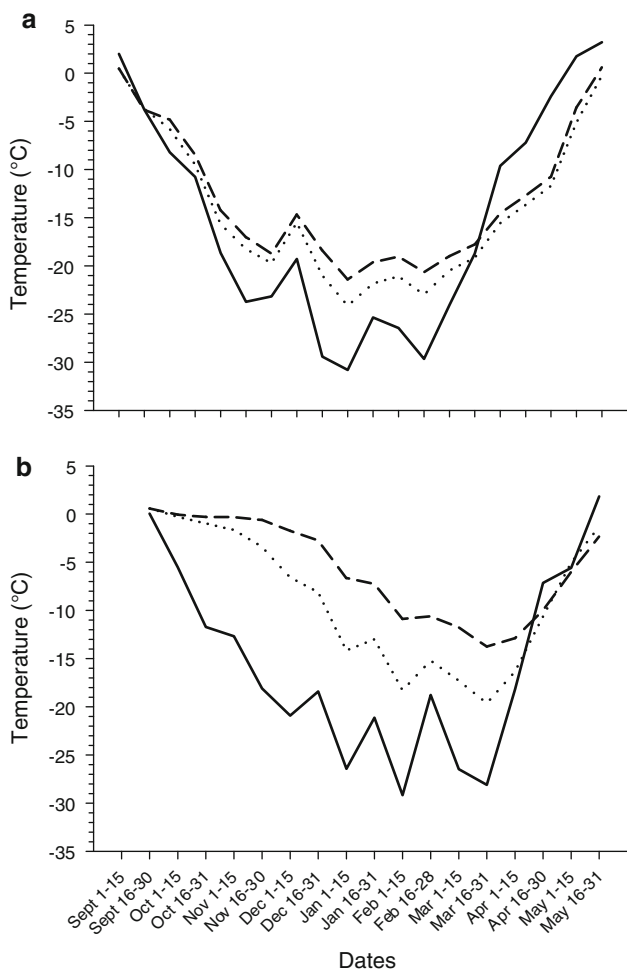 a
5
0
-5
-10
-15
-20
-25
-30
-35
Temperature (°C)
b
5
0
-5
-10
-15
-20
-25
-30
-35
Temperature (°C)
Sept 1-15
Sept 16-30
Oct 1-15
Oct 16-31
Nov 1-15
Nov 16-30
Dec 1-15
Dec 16-31
Jan 1-15
Jan 16-31
Feb 1-15
Feb 16-28
Mar 1-15
Mar 16-31
Apr 1-15
Apr 16-30
May 1-15
May 16-31
Dates